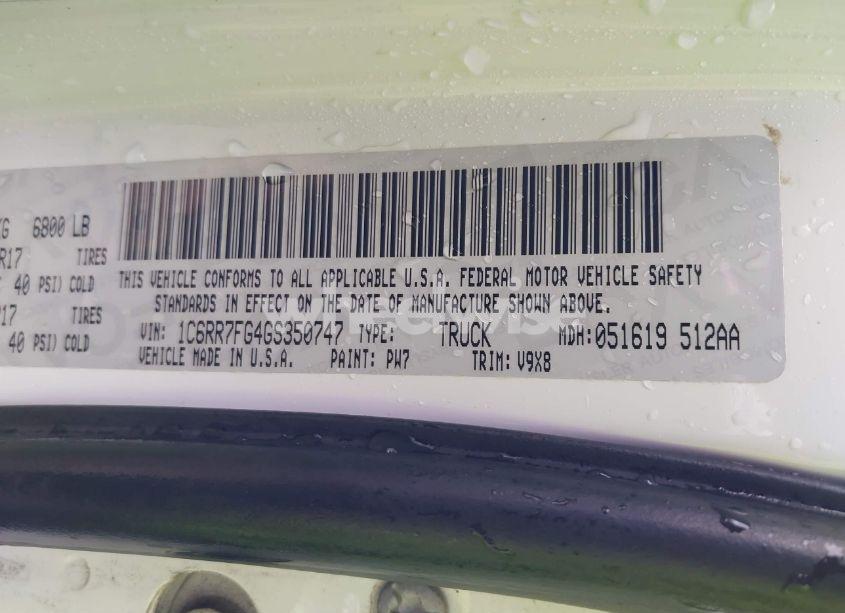 KG 6800 LB
R17 TIRES
40 PSI) COLD
R17 TIRES
40 PSI) COLD
THIS VEHICLE CONFORMS TO ALL APPLICABLE U.S.A. FEDERAL MOTOR VEHICLE SAFETY
STANDARDS IN EFFECT ON THE DATE OF MANUFACTURE SHOWN ABOVE.
VIN: 1C6RR7FG4GS350747 TYPE: TRUCK MDH: 051619 512AA
VEHICLE MADE IN U.S.A. PAINT: PW7 TRIM: V9X8